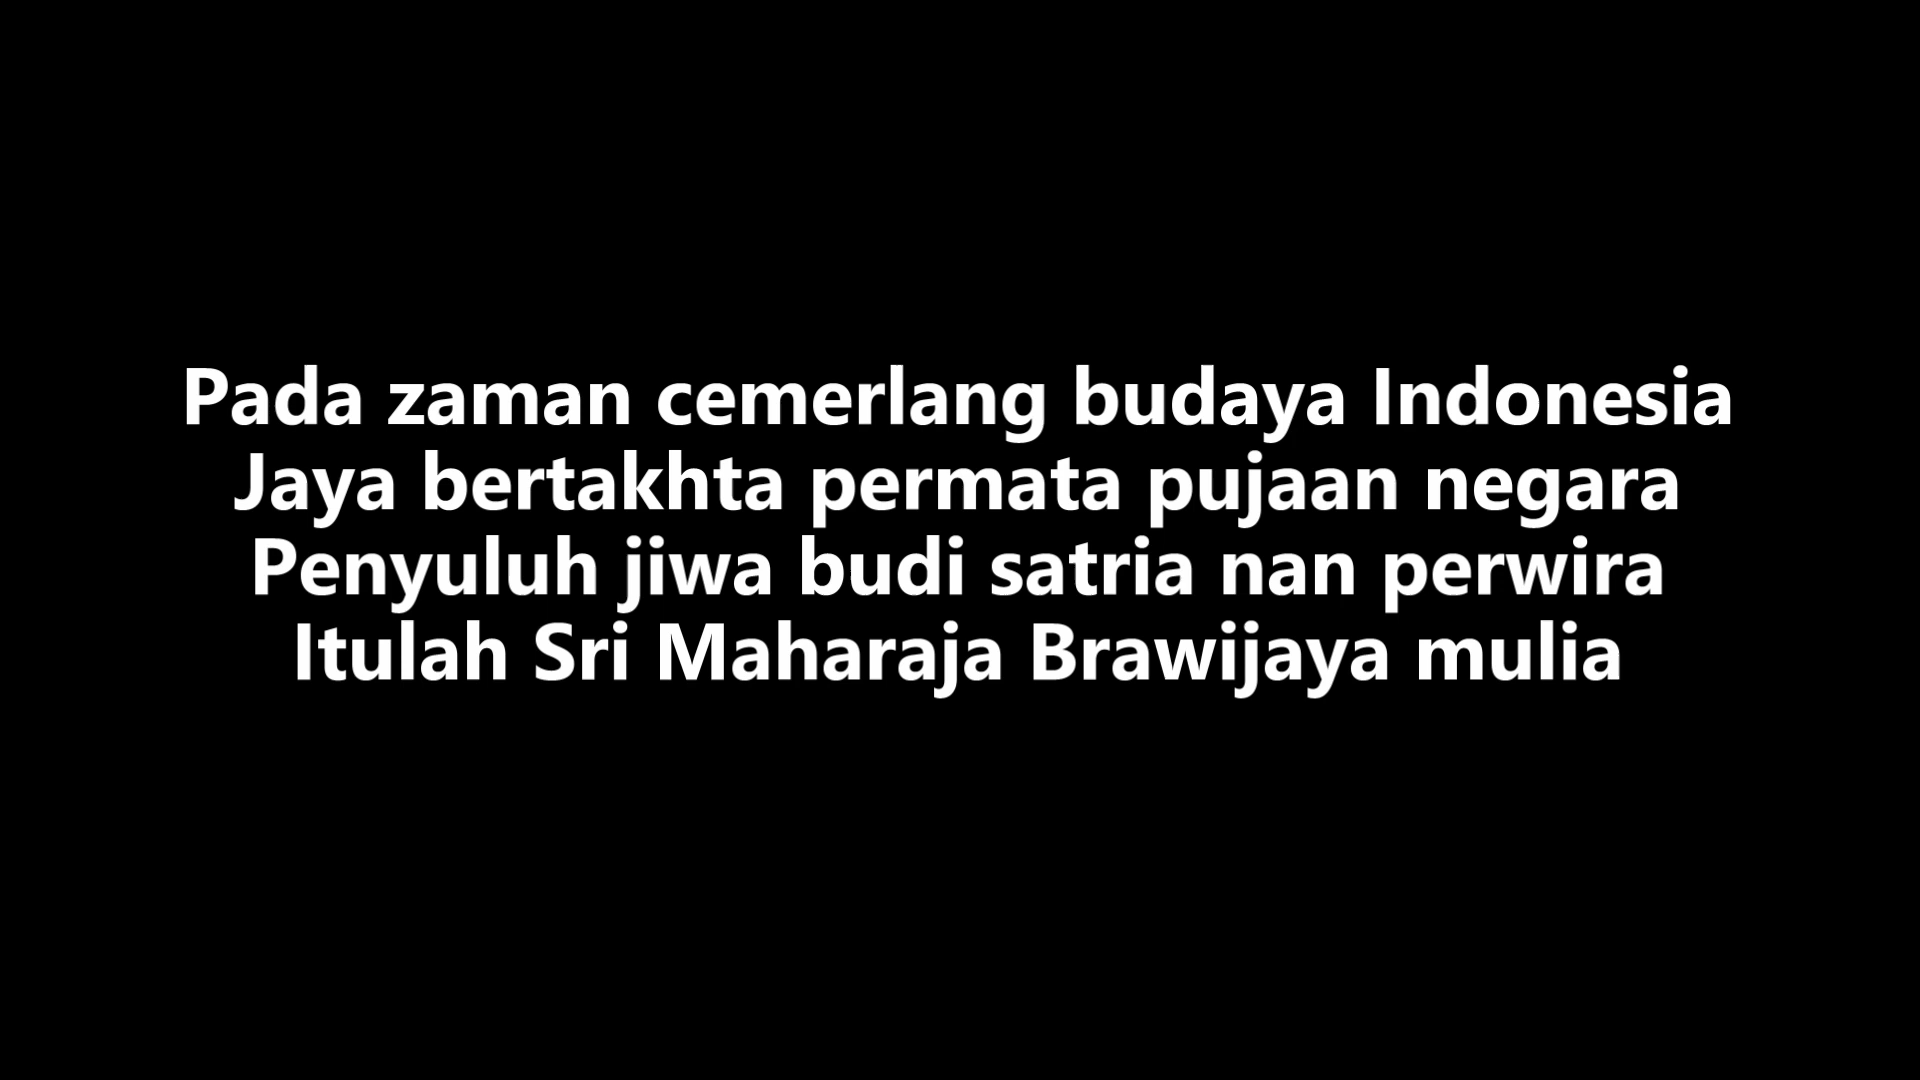 Pada zaman cemerlang budaya Indonesia
Jaya bertakhta permata pujaan negara
Penyuluh jiwa budi satria nan perwira
Itulah Sri Maharaja Brawijaya mulia